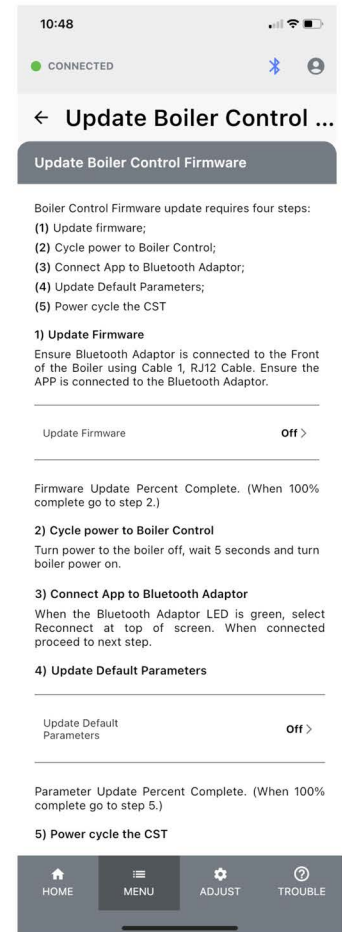 10:48
CONNECTED
← Update Boiler Control ...
Update Boiler Control Firmware
Boiler Control Firmware update requires four steps:
(1) Update firmware;
(2) Cycle power to Boiler Control;
(3) Connect App to Bluetooth Adaptor;
(4) Update Default Parameters;
(5) Power cycle the CST
1) Update Firmware
Ensure Bluetooth Adaptor is connected to the Front
of the Boiler using Cable 1, RJ12 Cable. Ensure the
APP is connected to the Bluetooth Adaptor.
Update Firmware Off >
Firmware Update Percent Complete. (When 100%
complete go to step 2.)
2) Cycle power to Boiler Control
Turn power to the boiler off, wait 5 seconds and turn
boiler power on.
3) Connect App to Bluetooth Adaptor
When the Bluetooth Adaptor LED is green, select
Reconnect at top of screen. When connected
proceed to next step.
4) Update Default Parameters
Update Default
Parameters Off >
Parameter Update Percent Complete. (When 100%
complete go to step 5.)
5) Power cycle the CST
HOME MENU ADJUST TROUBLE